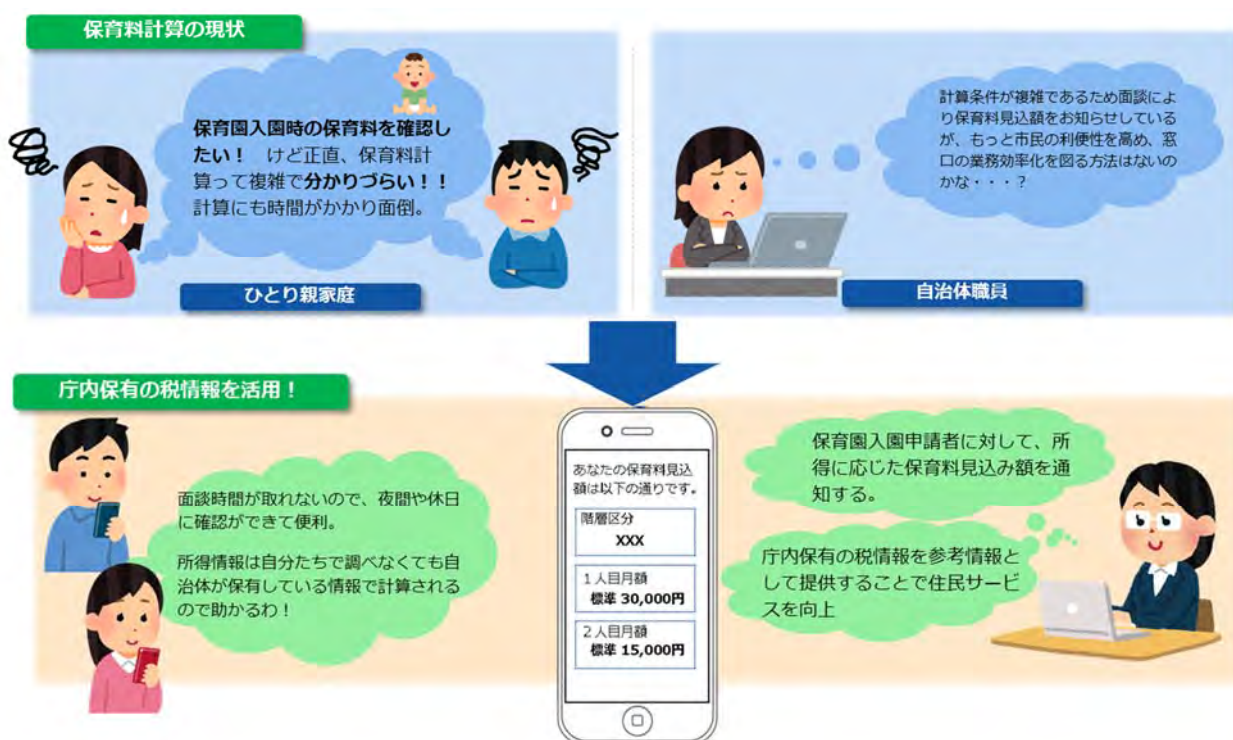 保育料計算の現状
保育園入園時の保育料を確認し
たい！　けど正直、保育料計
算って複雑で分かりづらい！！
計算にも時間がかかり面倒。
ひとり親家庭
計算条件が複雑であるため面談によ
り保育料見込額をお知らせしている
が、もっと市民の利便性を高め、窓
口の業務効率化を図る方法はないの
かな・・・？
自治体職員
庁内保有の税情報を活用！
面談時間が取れないので、夜間や休日
に確認ができて便利。
所得情報は自分たちで調べなくても自
治体が保有している情報で計算される
ので助かるわ！
あなたの保育料見込
額は以下の通りです。
階層区分
XXX
１人目月額
標準 30,000円
２人目月額
標準 15,000円
保育園入園申請者に対して、所
得に応じた保育料見込み額を通
知する。
庁内保有の税情報を参考情報と
して提供することで住民サービ
スを向上